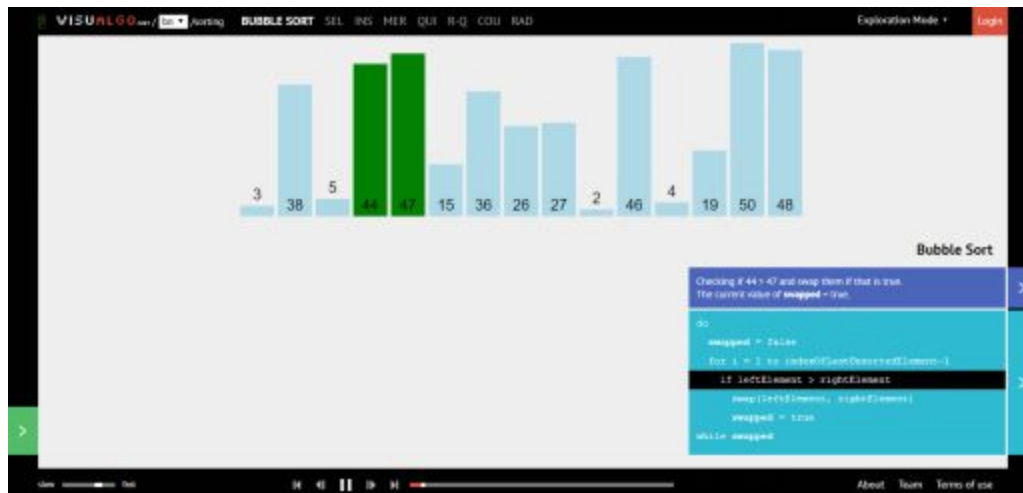 VISUALGO.net / en /sorting BUBBLE SORT SEL INS MER QUI R-Q COU RAD Exploration Mode Login
3 38 5 44 47 15 36 26 27 2 46 4 19 50 48
Bubble Sort
Checking if 44 > 47 and swap them if that is true.
The current value of swapped = true.
do
swapped = false
for i = 1 to indexOfLastUnsortedElement-1
if leftElement > rightElement
swap(leftElement, rightElement)
swapped = true
while swapped
slow fast About Team Terms of use